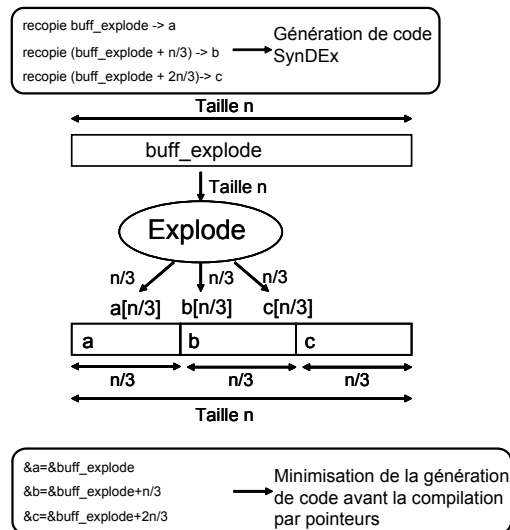 recopie buff_explode -> a
recopie (buff_explode + n/3) -> b
recopie (buff_explode + 2n/3)-> c
Génération de code
SynDEx
Taille n
buff_explode
Taille n
Explode
n/3 n/3 n/3
a[n/3] b[n/3] c[n/3]
a b c
n/3 n/3 n/3
Taille n
&a=&buff_explode
&b=&buff_explode+n/3
&c=&buff_explode+2n/3
Minimisation de la génération
de code avant la compilation
par pointeurs